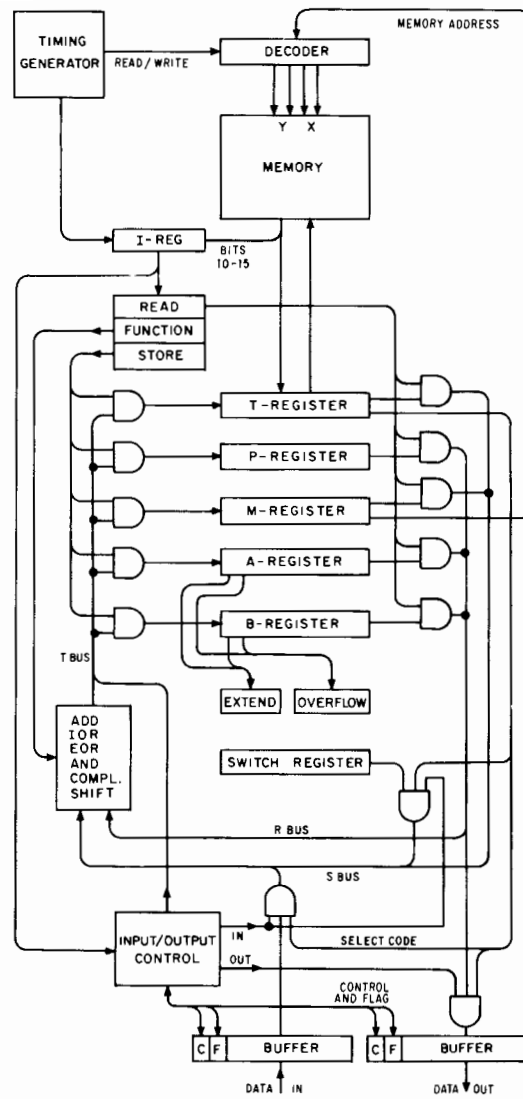 TIMING
GENERATOR
READ/WRITE
MEMORY ADDRESS
DECODER
Y X
MEMORY
I-REG
BITS
10-15
READ
FUNCTION
STORE
T-REGISTER
P-REGISTER
M-REGISTER
A-REGISTER
B-REGISTER
T BUS
EXTEND
OVERFLOW
ADD
IOR
EOR
AND
COMPL.
SHIFT
SWITCH REGISTER
R BUS
S BUS
INPUT/OUTPUT
CONTROL
IN
SELECT CODE
OUT
CONTROL
AND FLAG
C F BUFFER
C F BUFFER
DATA IN
DATA OUT